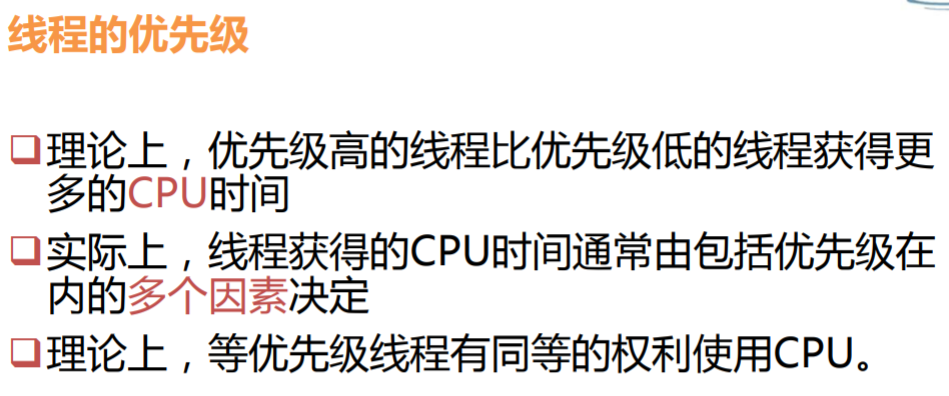 线程的优先级
❑理论上，优先级高的线程比优先级低的线程获得更
多的CPU时间
❑实际上，线程获得的CPU时间通常由包括优先级在
内的多个因素决定
❑理论上，等优先级线程有同等的权利使用CPU。